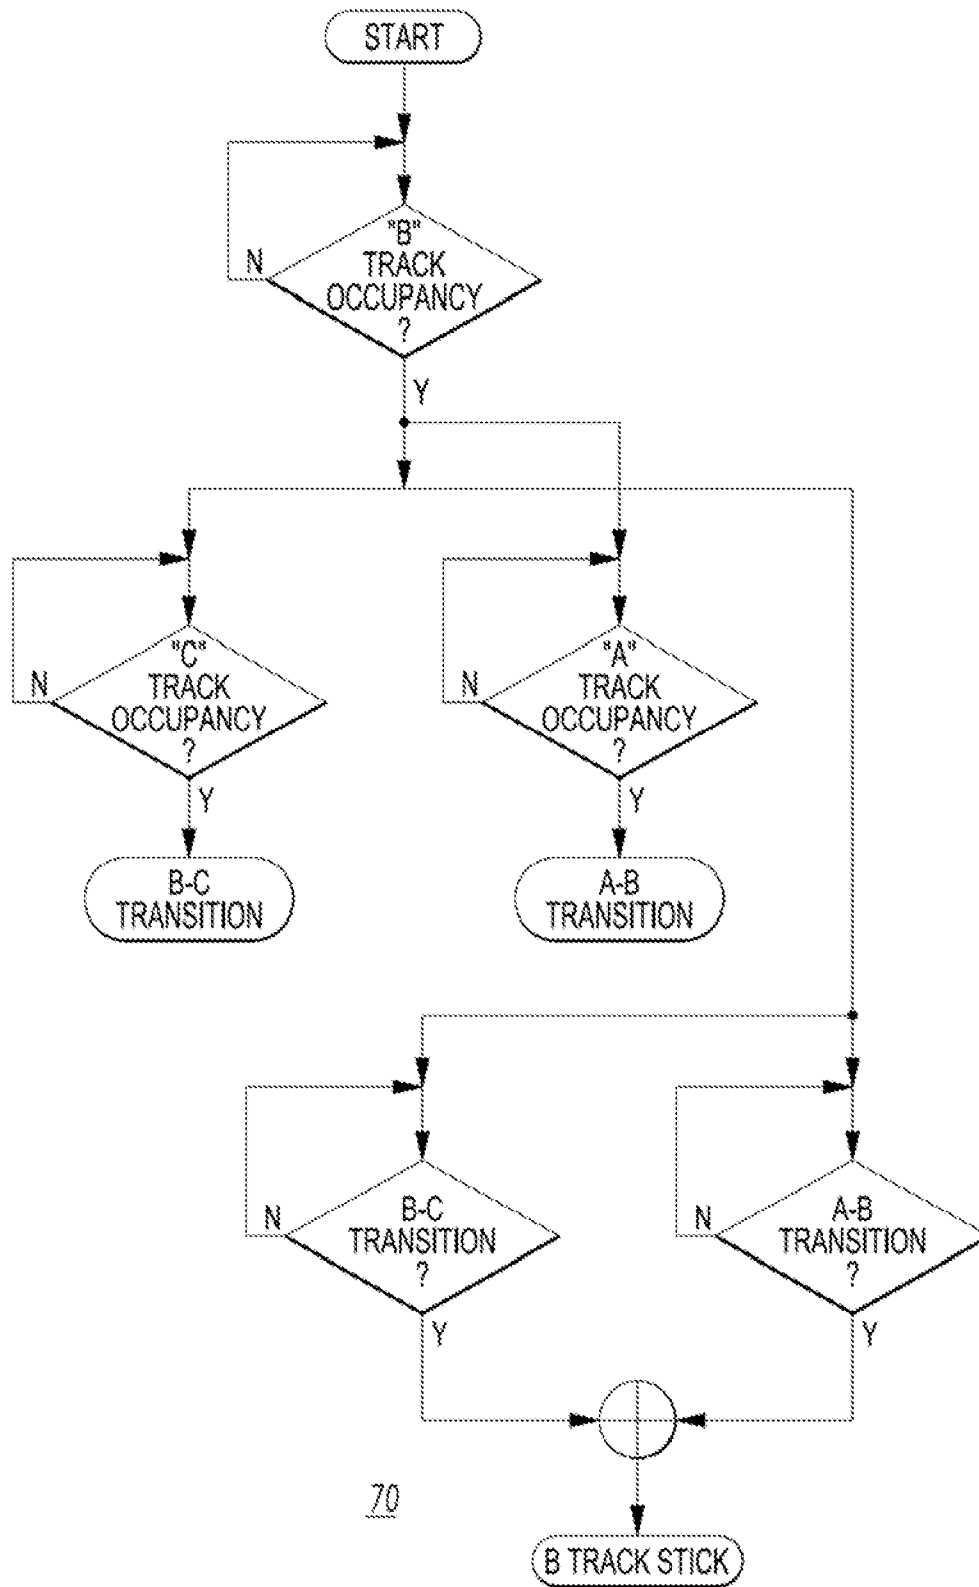 START
"B"
TRACK
OCCUPANCY
?
N
Y
"C"
TRACK
OCCUPANCY
?
N
Y
"A"
TRACK
OCCUPANCY
?
N
Y
B-C
TRANSITION
A-B
TRANSITION
B-C
TRANSITION
?
N
Y
A-B
TRANSITION
?
N
Y
70
B TRACK STICK